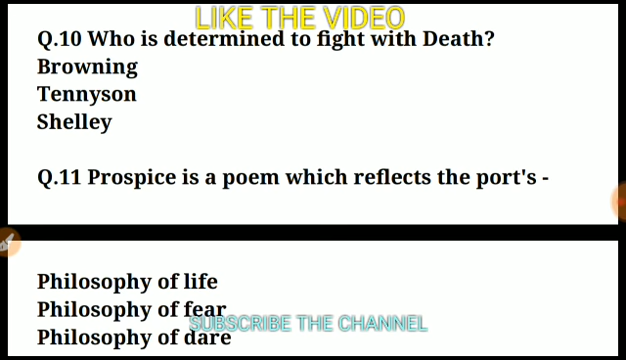 LIKE THE VIDEO
Q.10 Who is determined to fight with Death?
Browning
Tennyson
Shelley
Q.11 Prospice is a poem which reflects the port's -
Philosophy of life
Philosophy of fear
SUBSCRIBE THE CHANNEL
Philosophy of dare